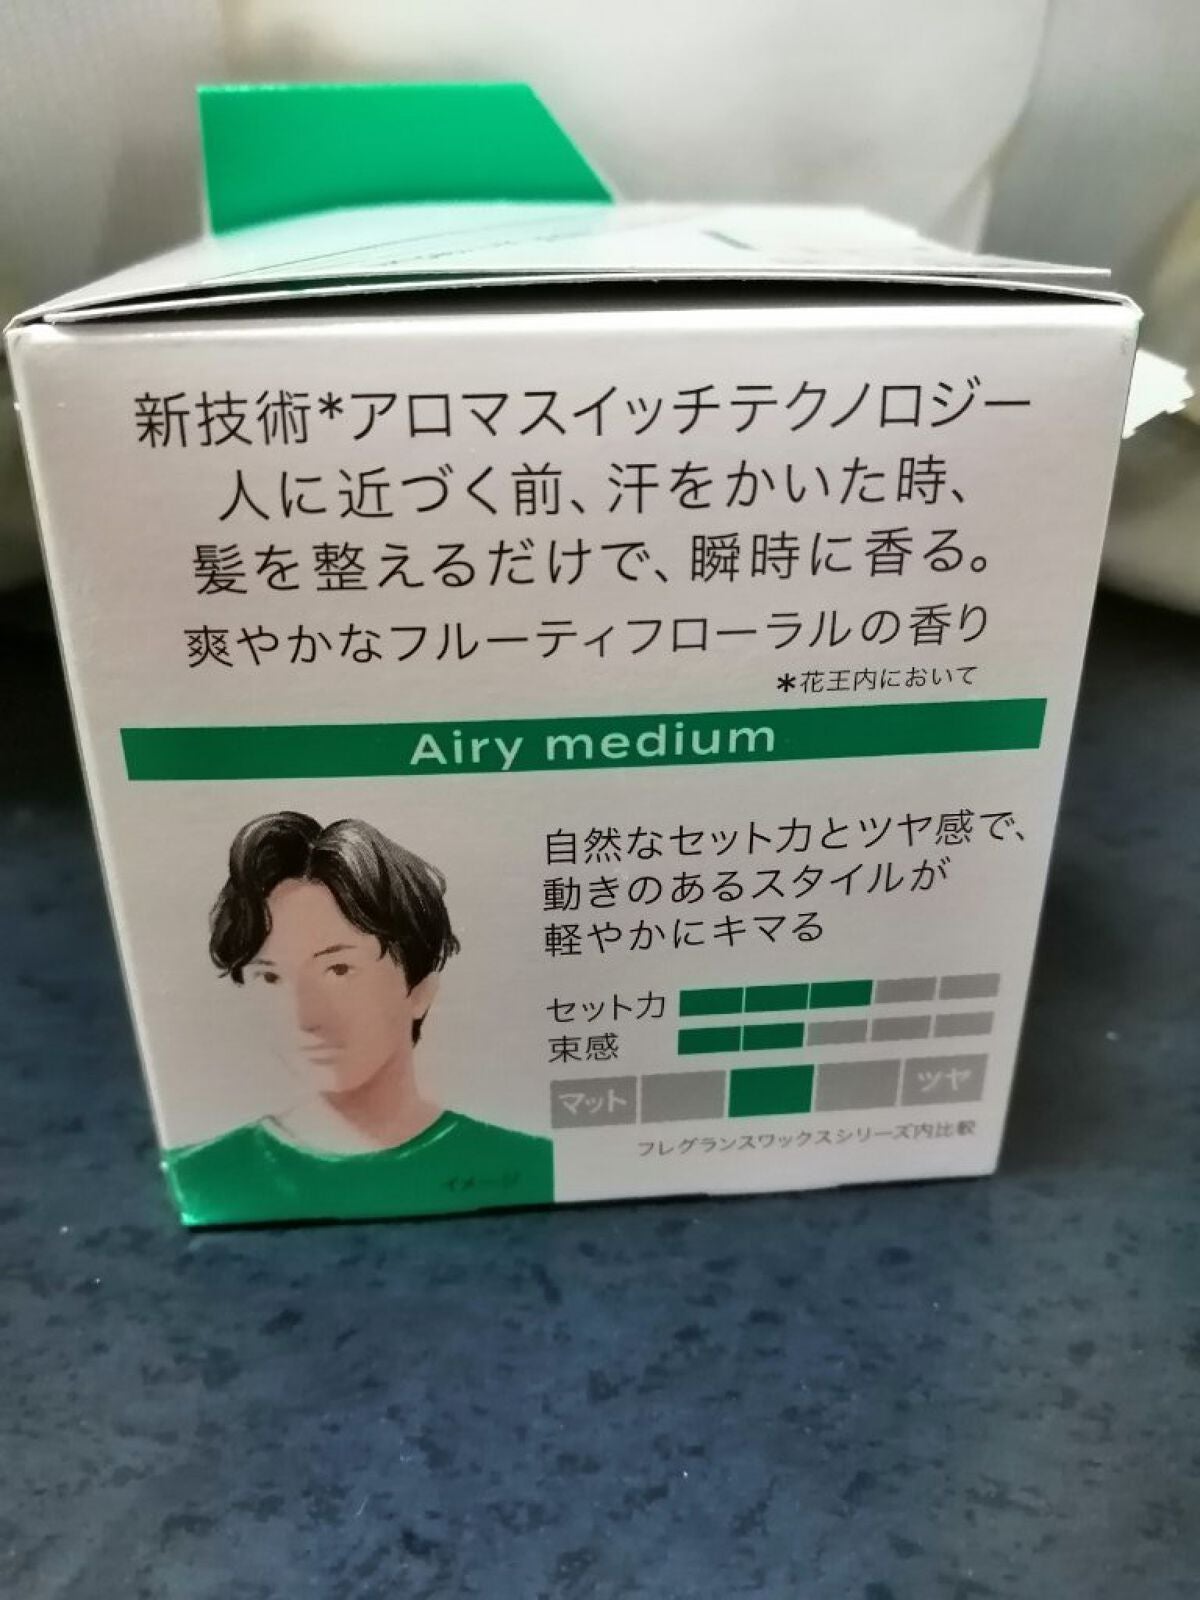 新技術*アロマスイッチテクノロジー
人に近づく前、汗をかいた時、
髪を整えるだけで、瞬時に香る。
爽やかなフルーティフローラルの香り
*花王内において
Airy medium
自然なセット力とツヤ感で、
動きのあるスタイルが
軽やかにキマる
セット力
束感
マット ツヤ
フレグランスワックスシリーズ内比較
イメージ